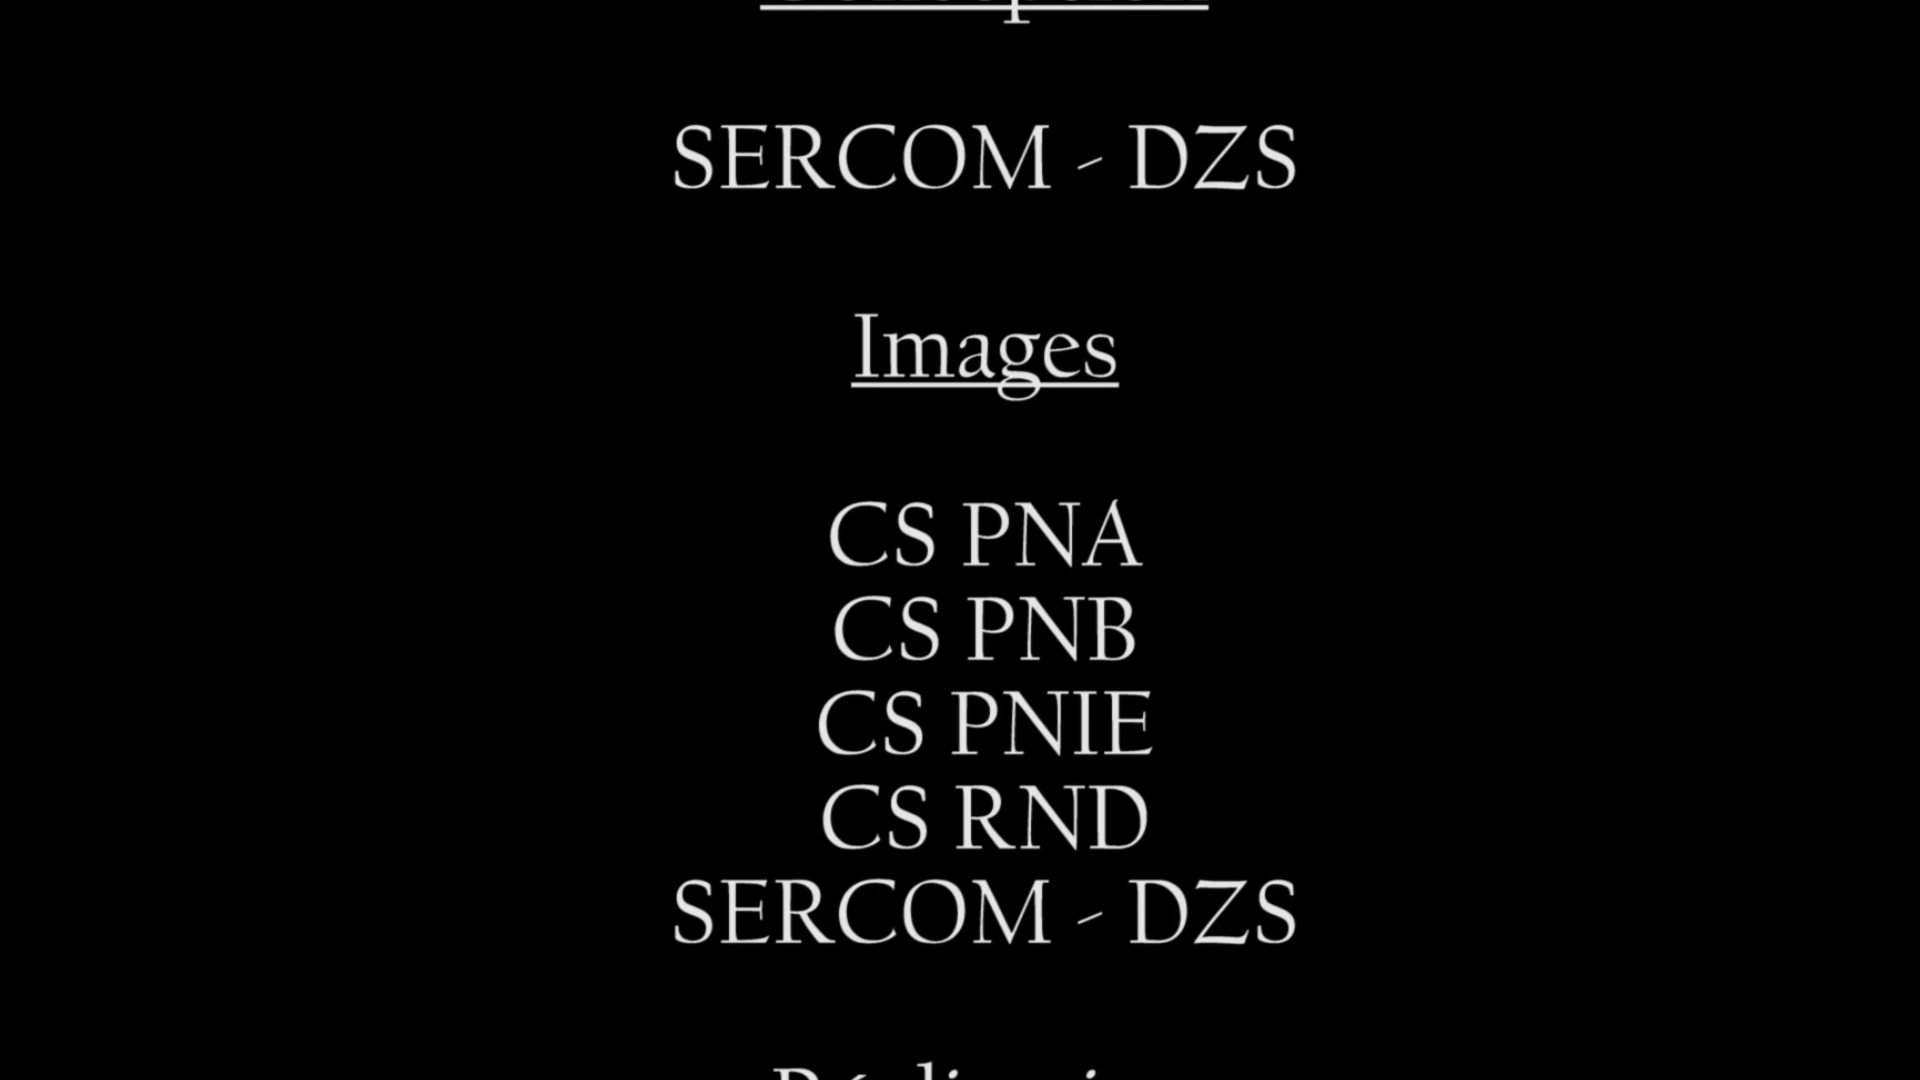 SERCOM - DZS
Images
CS PNA
CS PNB
CS PNIE
CS RND
SERCOM - DZS